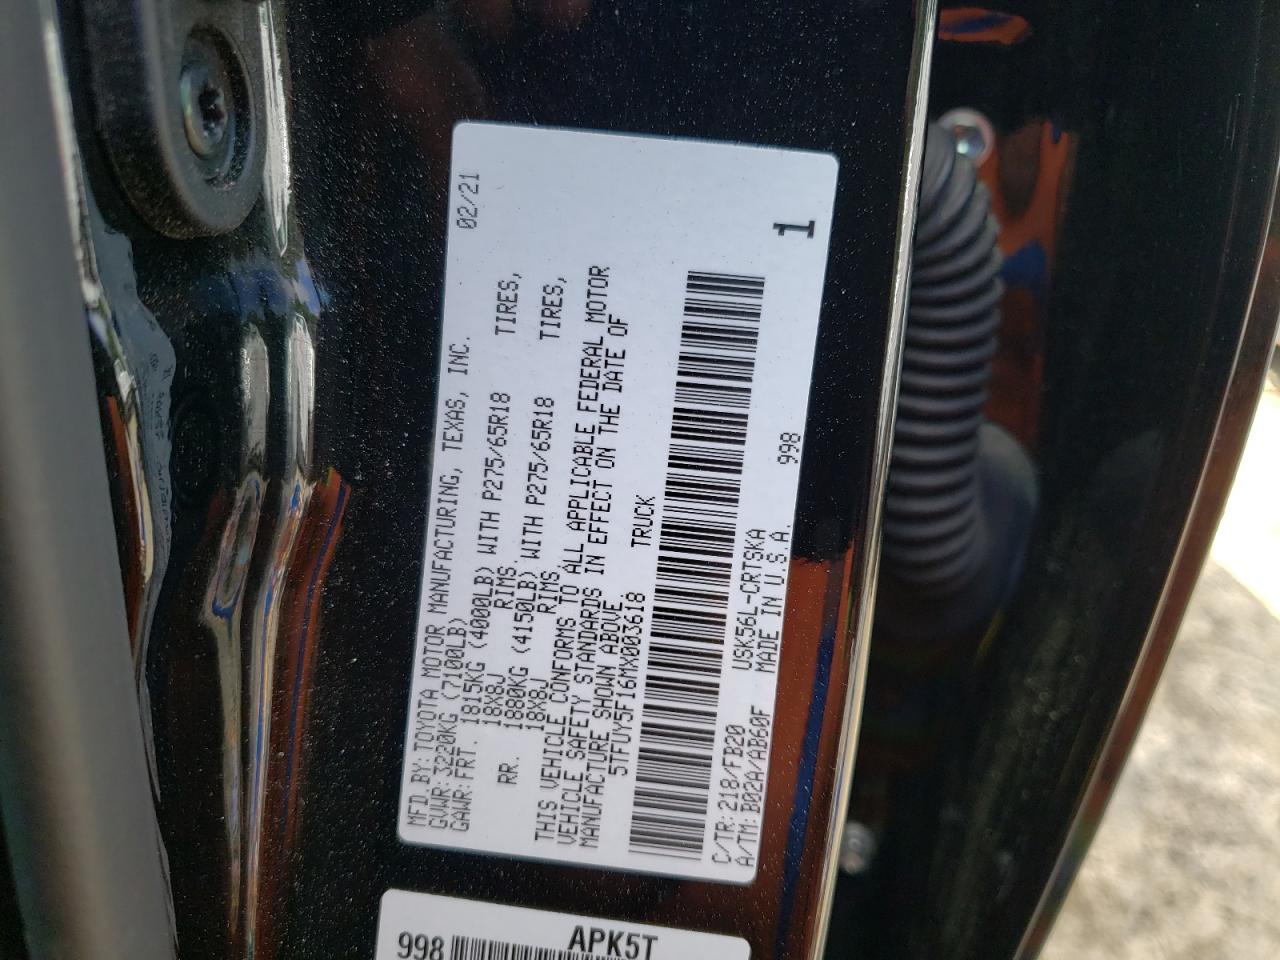 MFD.BY:TOYOTA MOTOR MANUFACTURING, TEXAS, INC. 02/21
GVWR:3220KG (7100LB)
GAWR:FRT. 1815KG (4000LB) WITH P275/65R18 TIRES,
18X8J RIMS
RR. 1880KG (4150LB) WITH P275/65R18 TIRES,
18X8J RIMS
THIS VEHICLE CONFORMS TO ALL APPLICABLE FEDERAL MOTOR
VEHICLE SAFETY STANDARDS IN EFFECT ON THE DATE OF
MANUFACTURE SHOWN ABOVE
5TFUY5F16MX003618 TRUCK
C/TR:218/FB20 USK56L-CRTSKA
A/TM:B02A/AB60F MADE IN U.S.A. 998 1
APK5T
998